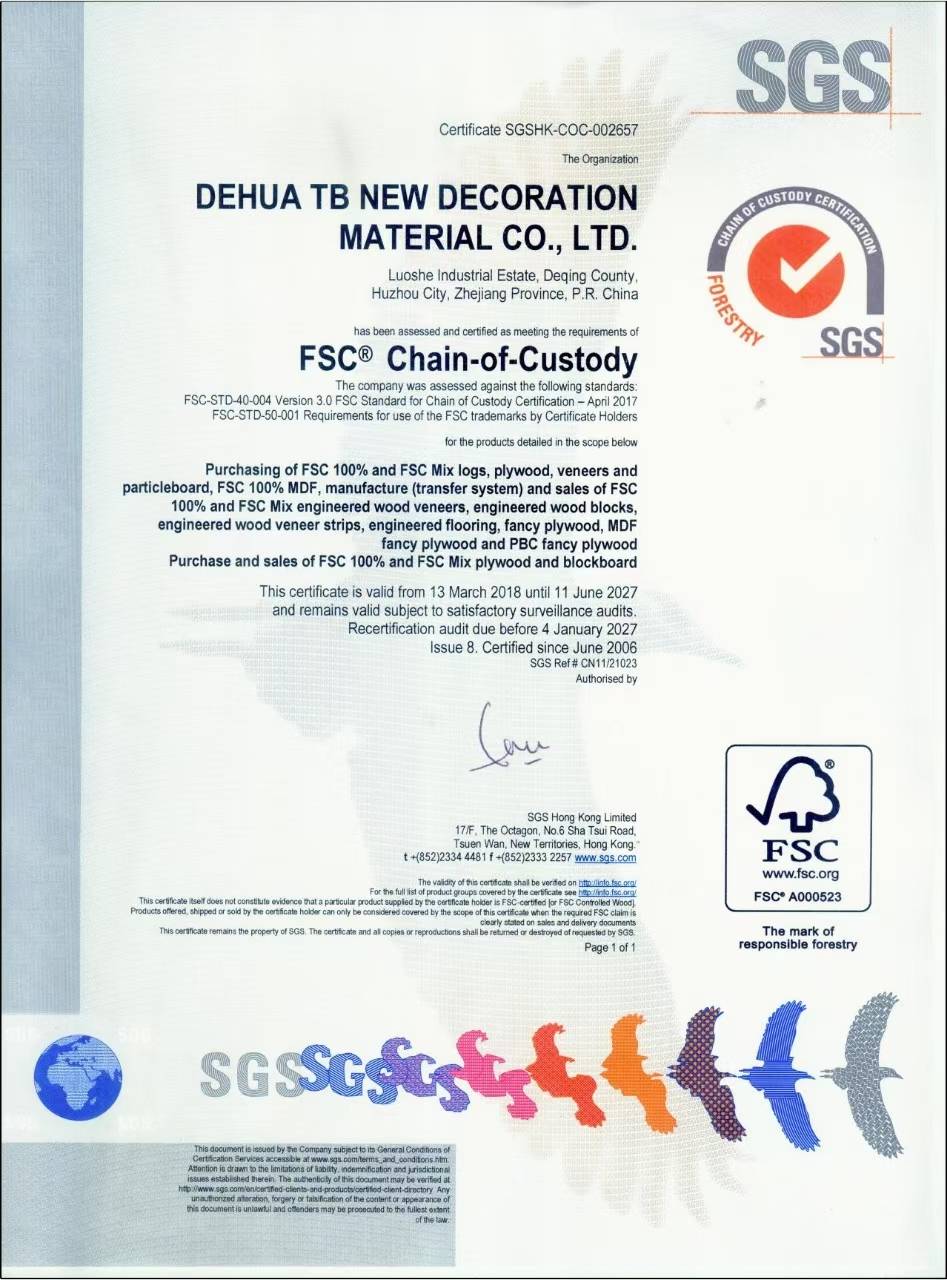 SGS
Certificate SGSHK-COC-002657
The Organization
DEHUA TB NEW DECORATION
MATERIAL CO., LTD.
Luoshe Industrial Estate, Deqing County,
Huzhou City, Zhejiang Province, P.R. China
CHAIN OF CUSTODY CERTIFICATION
FORESTRY
SGS
has been assessed and certified as meeting the requirements of
FSC® Chain-of-Custody
The company was assessed against the following standards:
FSC-STD-40-004 Version 3.0 FSC Standard for Chain of Custody Certification – April 2017
FSC-STD-50-001 Requirements for use of the FSC trademarks by Certificate Holders
for the products detailed in the scope below
Purchasing of FSC 100% and FSC Mix logs, plywood, veneers and
particleboard, FSC 100% MDF, manufacture (transfer system) and sales of FSC
100% and FSC Mix engineered wood veneers, engineered wood blocks,
engineered wood veneer strips, engineered flooring, fancy plywood, MDF
fancy plywood and PBC fancy plywood
Purchase and sales of FSC 100% and FSC Mix plywood and blockboard
This certificate is valid from 13 March 2018 until 11 June 2027
and remains valid subject to satisfactory surveillance audits.
Recertification audit due before 4 January 2027
Issue 8. Certified since June 2006
SGS Ref # CN11/21023
Authorised by
SGS Hong Kong Limited
17/F, The Octagon, No.6 Sha Tsui Road,
Tsuen Wan, New Territories, Hong Kong.
t +(852)2334 4481 f +(852)2333 2257 www.sgs.com
The validity of this certificate shall be verified on http://info.fsc.org/
For the full list of product groups covered by the certificate see http://info.fsc.org/
This certificate itself does not constitute evidence that a particular product supplied by the certificate holder is FSC-certified [or FSC Controlled Wood].
Products offered, shipped or sold by the certificate holder can only be considered covered by the scope of this certificate when the required FSC claim is
clearly stated on sales and delivery documents
This certificate remains the property of SGS. The certificate and all copies or reproductions shall be returned or destroyed of requested by SGS.
Page 1 of 1
®
FSC
www.fsc.org
FSC® A000523
The mark of
responsible forestry
SGS SGS SGS
This document is issued by the Company subject to its General Conditions of
Certification Services accessible at www.sgs.com/terms_and_conditions.htm.
Attention is drawn to the limitations of liability, indemnification and jurisdictional
issues established therein. The authenticity of this document may be verified at
http://www.sgs.com/en/certified-clients-and-products/certified-client-directory Any
unauthorized alteration, forgery or falsification of the content or appearance of
this document is unlawful and offenders may be prosecuted to the fullest extent
of the law.